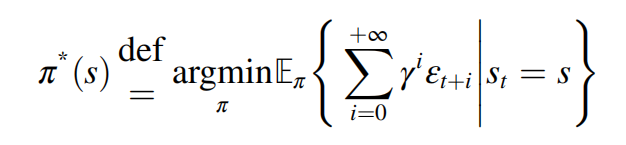 π*(s) def= argmin_π 𝔼_π { ∑_{i=0}^{+∞} γ^i ε_{t+i} | s_t = s }